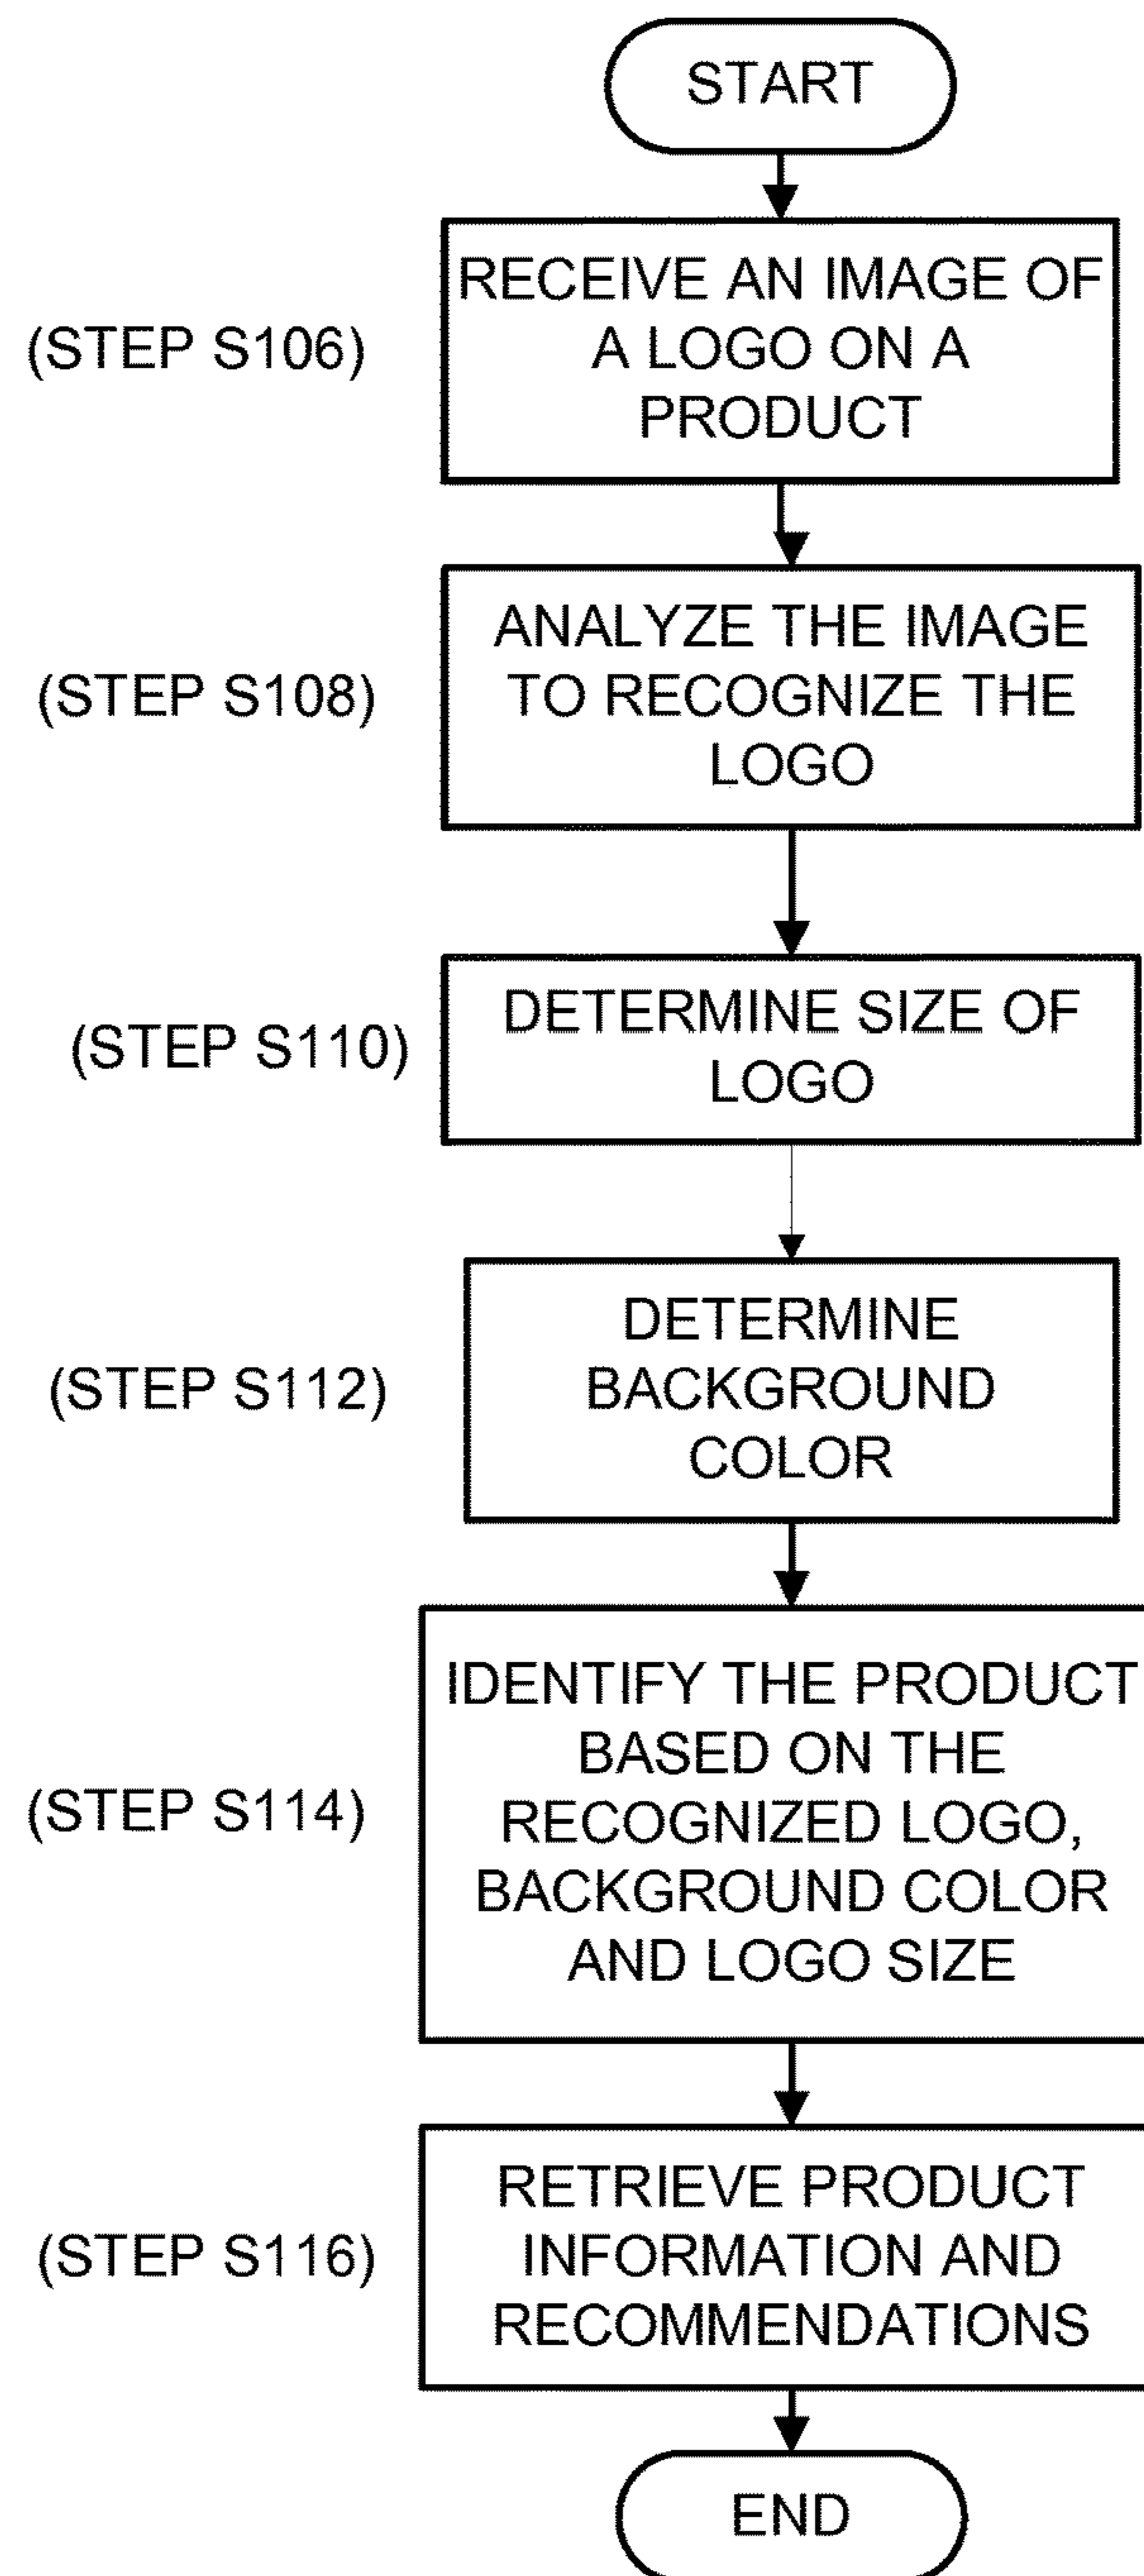 START
RECEIVE AN IMAGE OF
(STEP S106)
A LOGO ON A
PRODUCT
ANALYZE THE IMAGE
(STEP S108)
TO RECOGNIZE THE
LOGO
DETERMINE SIZE OF
(STEP S110)
LOGO
DETERMINE
(STEP S112)
BACKGROUND
COLOR
IDENTIFY THE PRODUCT
BASED ON THE
(STEP S114)
RECOGNIZED LOGO,
BACKGROUND COLOR
AND LOGO SIZE
RETRIEVE PRODUCT
(STEP S116)
INFORMATION AND
RECOMMENDATIONS
END